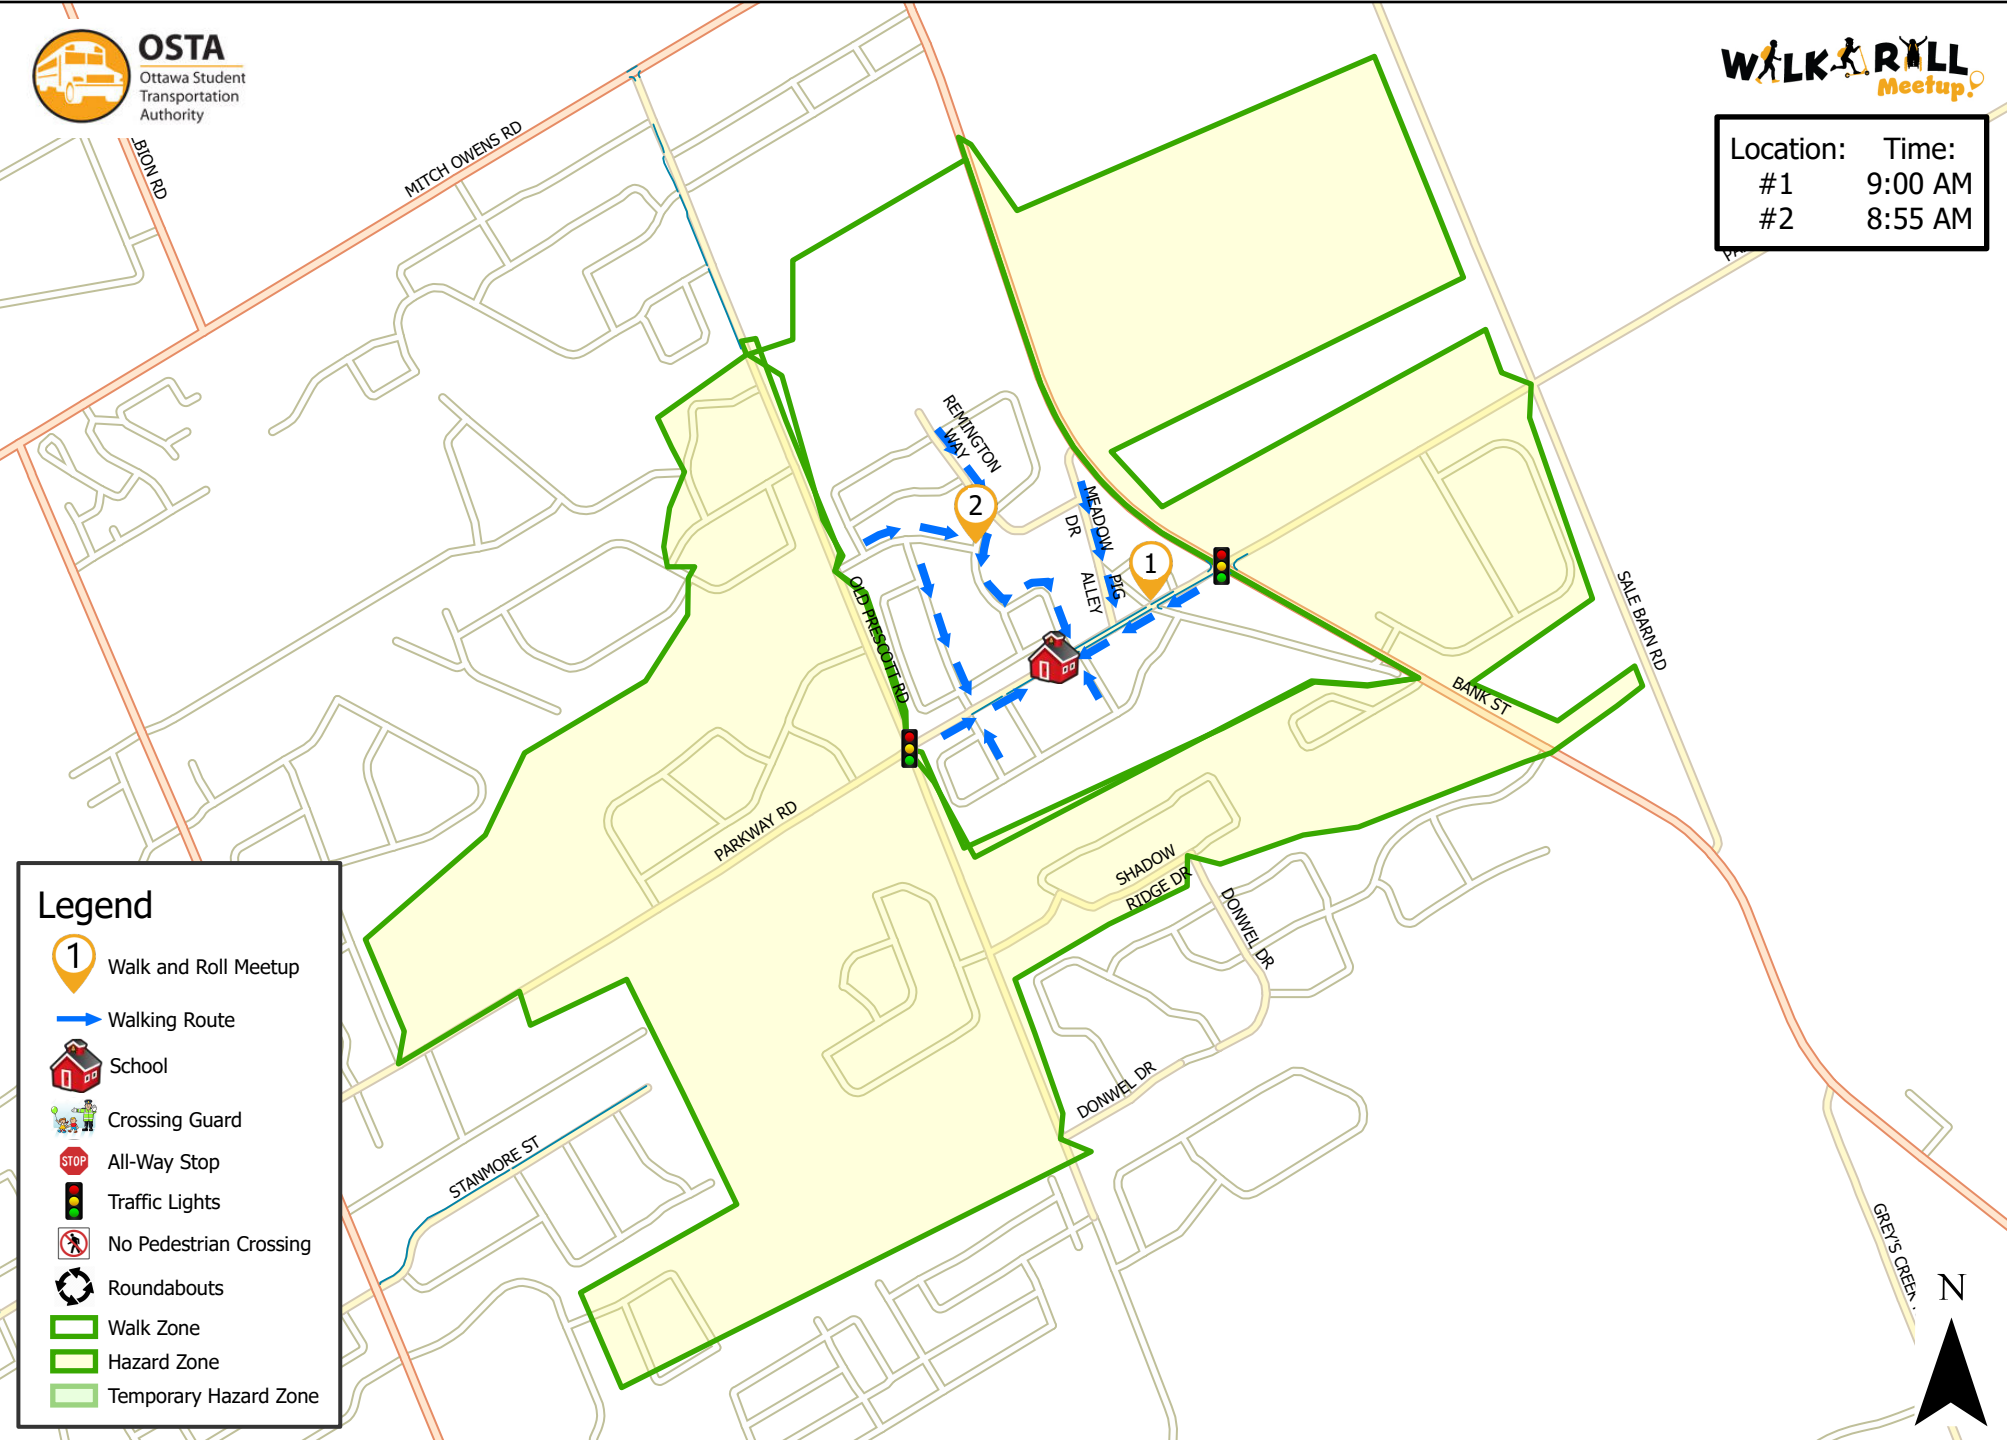 OSTA
Ottawa Student
Transportation
Authority
WALK & ROLL
Meetup!
Location: Time:
#1 9:00 AM
#2 8:55 AM
MITCH OWENS RD
REMINGTON
WAY
MEADOW
DR
PIG
ALLEY
2
1
OLD PRESCOTT RD
SALE BARN RD
BANK ST
PARKWAY RD
SHADOW
RIDGE DR
DONWEL DR
DONWEL DR
STANMORE ST
GREY'S CREEK
Legend
1
Walk and Roll Meetup
Walking Route
School
Crossing Guard
STOP
All-Way Stop
Traffic Lights
No Pedestrian Crossing
Roundabouts
Walk Zone
Hazard Zone
Temporary Hazard Zone
N